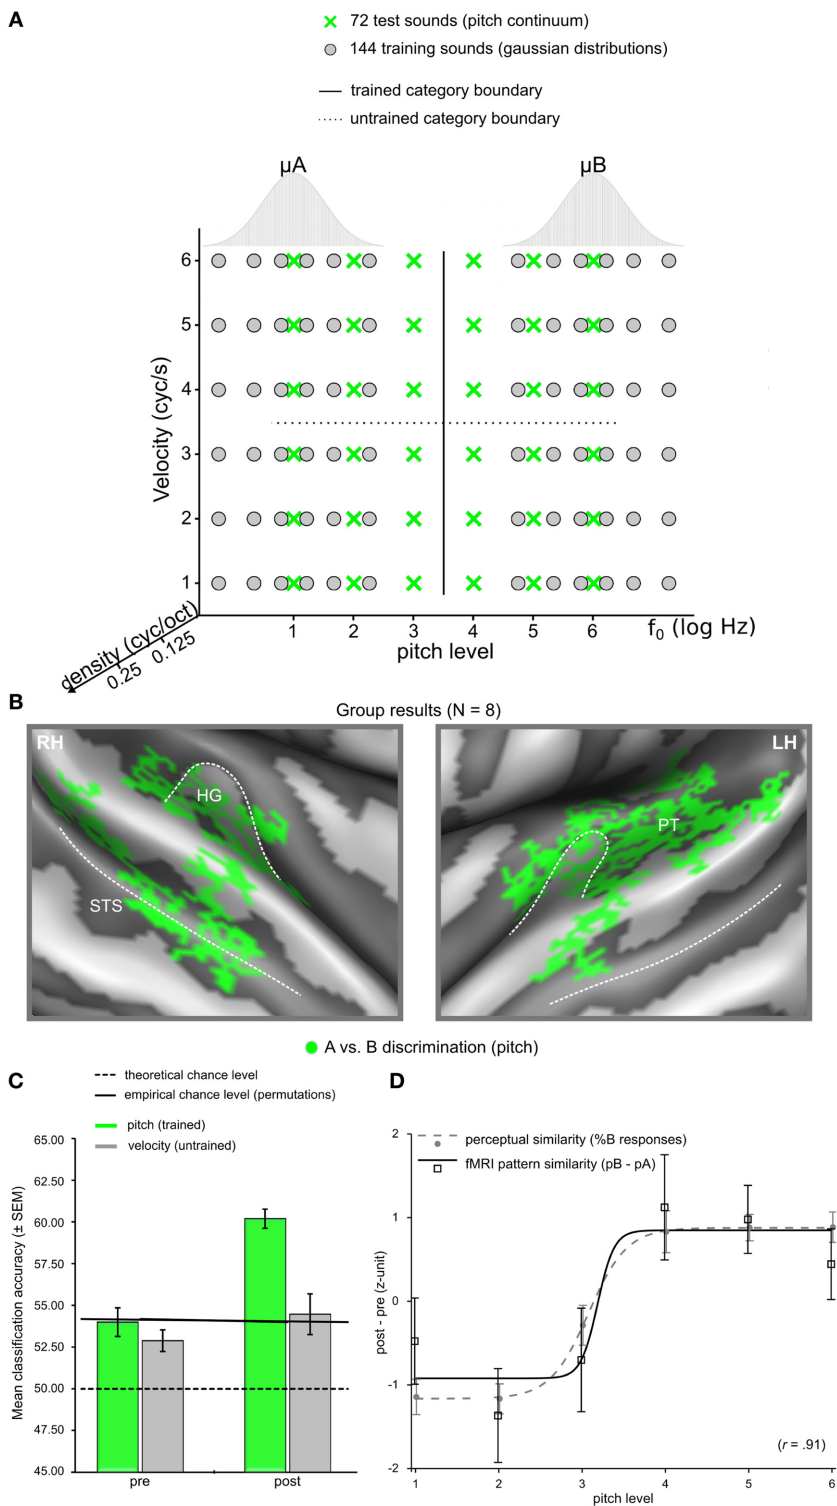 A
72 test sounds (pitch continuum)
144 training sounds (gaussian distributions)
trained category boundary
untrained category boundary
μA
μB
6
5
4
3
2
1
Velocity (cyc/s)
density (cyc/oct)
0.25
0.125
1 2 3 4 5 6 f0 (log Hz)
pitch level
B
Group results (N = 8)
RH
HG
STS
LH
PT
A vs. B discrimination (pitch)
C
theoretical chance level
empirical chance level (permutations)
pitch (trained)
velocity (untrained)
65.00
62.50
60.00
57.50
55.00
52.50
50.00
47.50
45.00
Mean classification accuracy (± SEM)
pre post
D
perceptual similarity (%B responses)
fMRI pattern similarity (pB - pA)
2
1
0
-1
-2
post - pre (z-unit)
(r = .91)
1 2 3 4 5 6
pitch level